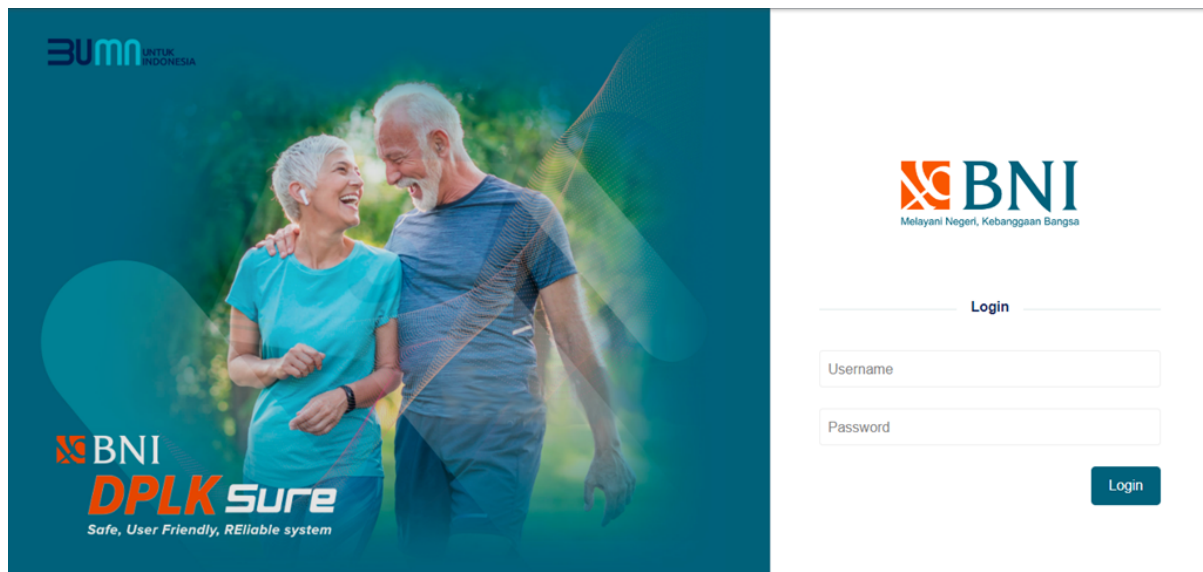 BUMN UNTUK
INDONESIA
BNI
DPLK Sure
Safe, User Friendly, REliable system
BNI
Melayani Negeri, Kebanggaan Bangsa
Login
Username
Password
Login